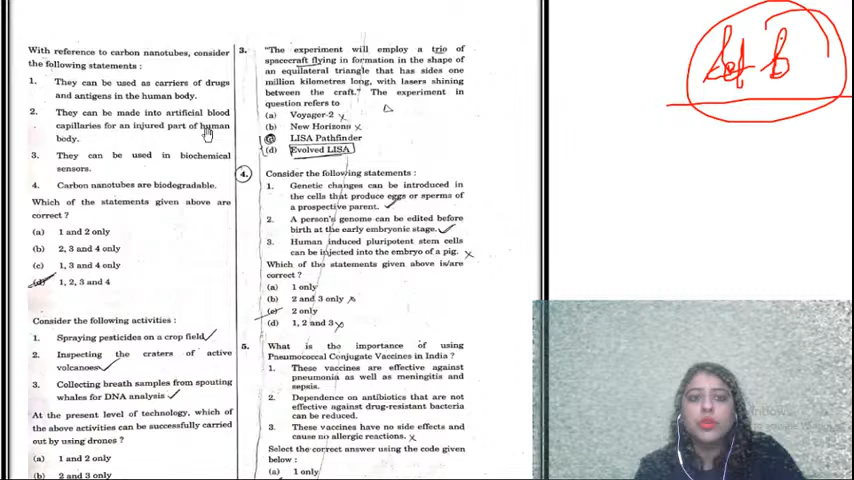 With reference to carbon nanotubes, consider
the following statements :
1. They can be used as carriers of drugs
and antigens in the human body.
2. They can be made into artificial blood
capillaries for an injured part of human
body.
3. They can be used in biochemical
sensors.
4. Carbon nanotubes are biodegradable.
Which of the statements given above are
correct ?
(a) 1 and 2 only
(b) 2, 3 and 4 only
(c) 1, 3 and 4 only
(d) 1, 2, 3 and 4
Consider the following activities :
1. Spraying pesticides on a crop field
2. Inspecting the craters of active
volcanoes
3. Collecting breath samples from spouting
whales for DNA analysis
At the present level of technology, which of
the above activities can be successfully carried
out by using drones ?
(a) 1 and 2 only
(b) 2 and 3 only
3. "The experiment will employ a trio of
spacecraft flying in formation in the shape of
an equilateral triangle that has sides one
million kilometres long, with lasers shining
between the craft." The experiment in
question refers to
(a) Voyager-2
(b) New Horizons
LISA Pathfinder
(d) Evolved LISA
4. Consider the following statements :
1. Genetic changes can be introduced in
the cells that produce eggs or sperms of
a prospective parent.
2. A person's genome can be edited before
birth at the early embryonic stage.
3. Human induced pluripotent stem cells
can be injected into the embryo of a pig.
Which of the statements given above is/are
correct ?
(a) 1 only
(b) 2 and 3 only
(c) 2 only
(d) 1, 2 and 3
5. What is the importance of using
Pneumococcal Conjugate Vaccines in India ?
1. These vaccines are effective against
pneumonia as well as meningitis and
sepsis.
2. Dependence on antibiotics that are not
effective against drug-resistant bacteria
can be reduced.
3. These vaccines have no side effects and
cause no allergic reactions.
Select the correct answer using the code given
below :
(a) 1 only
Set B